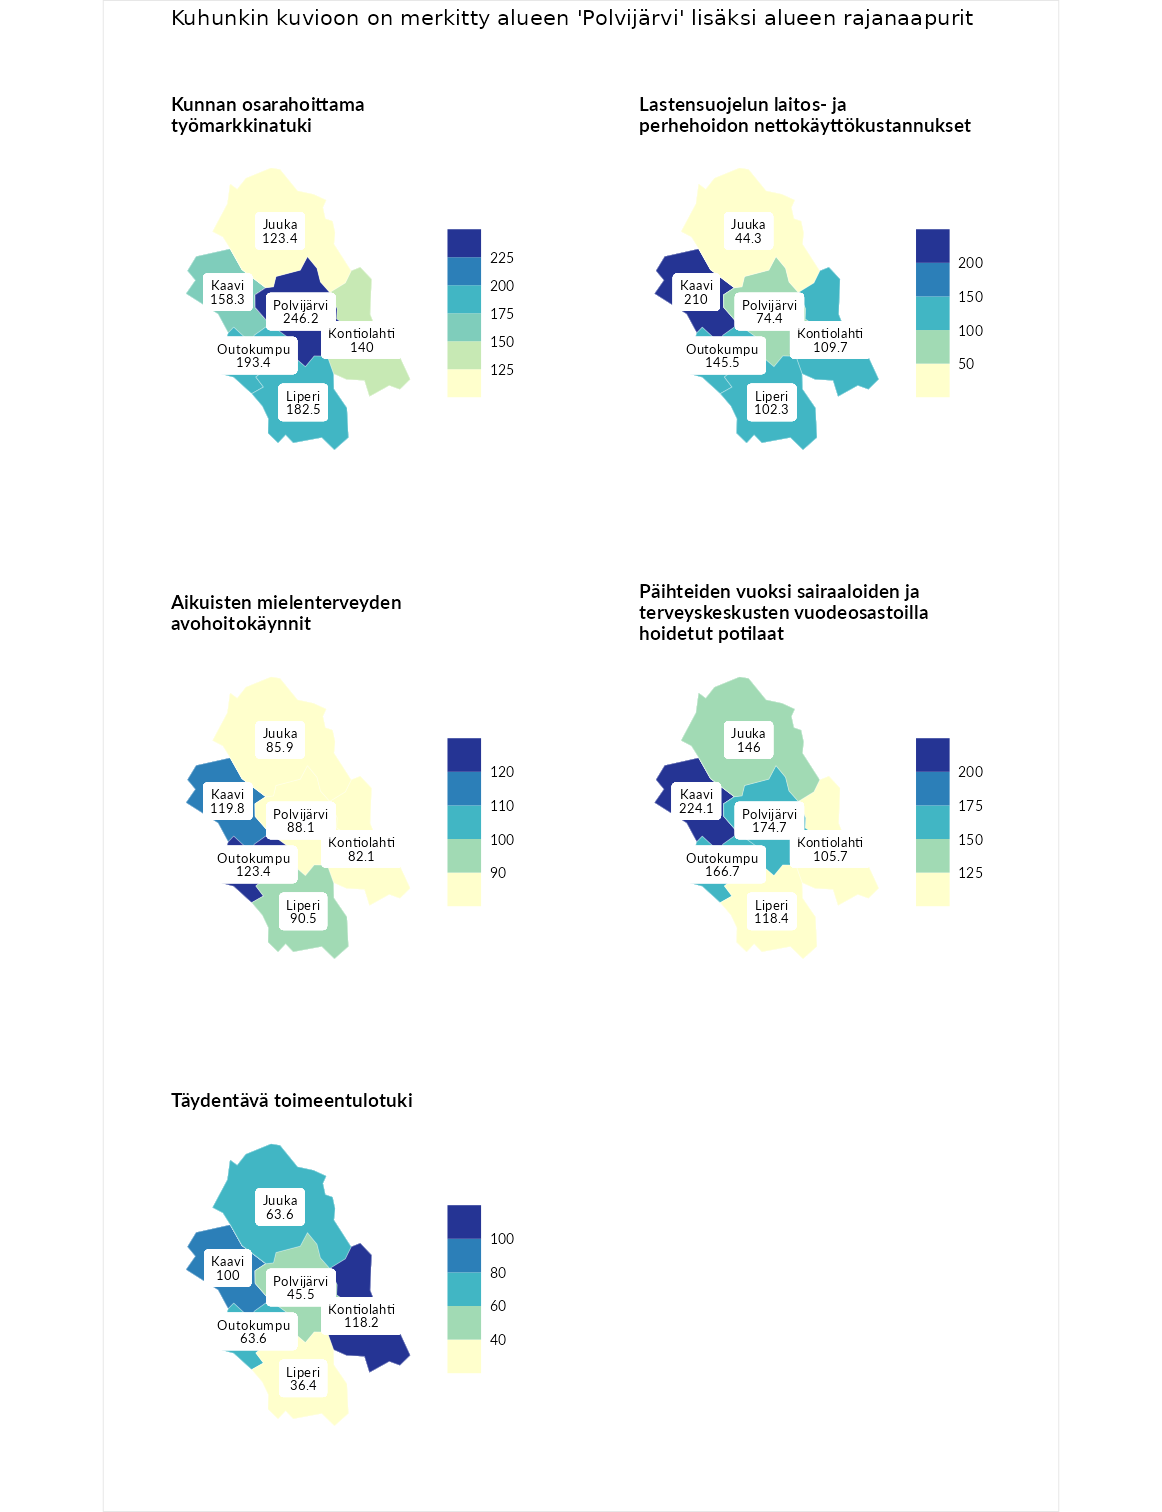 Kuhunkin kuvioon on merkitty alueen 'Polvijärvi' lisäksi alueen rajanaapurit
Kunnan osarahoittama
työmarkkinatuki
Juuka
123.4
Kaavi
158.3
Polvijärvi
246.2
Kontiolahti
140
Outokumpu
193.4
Liperi
182.5
225
200
175
150
125
Lastensuojelun laitos- ja
perhehoidon nettokäyttökustannukset
Juuka
44.3
Kaavi
210
Polvijärvi
74.4
Kontiolahti
109.7
Outokumpu
145.5
Liperi
102.3
200
150
100
50
Aikuisten mielenterveyden
avohoitokäynnit
Juuka
85.9
Kaavi
119.8
Polvijärvi
88.1
Kontiolahti
82.1
Outokumpu
123.4
Liperi
90.5
120
110
100
90
Päihteiden vuoksi sairaaloiden ja
terveyskeskusten vuodeosastoilla
hoidetut potilaat
Juuka
146
Kaavi
224.1
Polvijärvi
174.7
Kontiolahti
105.7
Outokumpu
166.7
Liperi
118.4
200
175
150
125
Täydentävä toimeentulotuki
Juuka
63.6
Kaavi
100
Polvijärvi
45.5
Kontiolahti
118.2
Outokumpu
63.6
Liperi
36.4
100
80
60
40